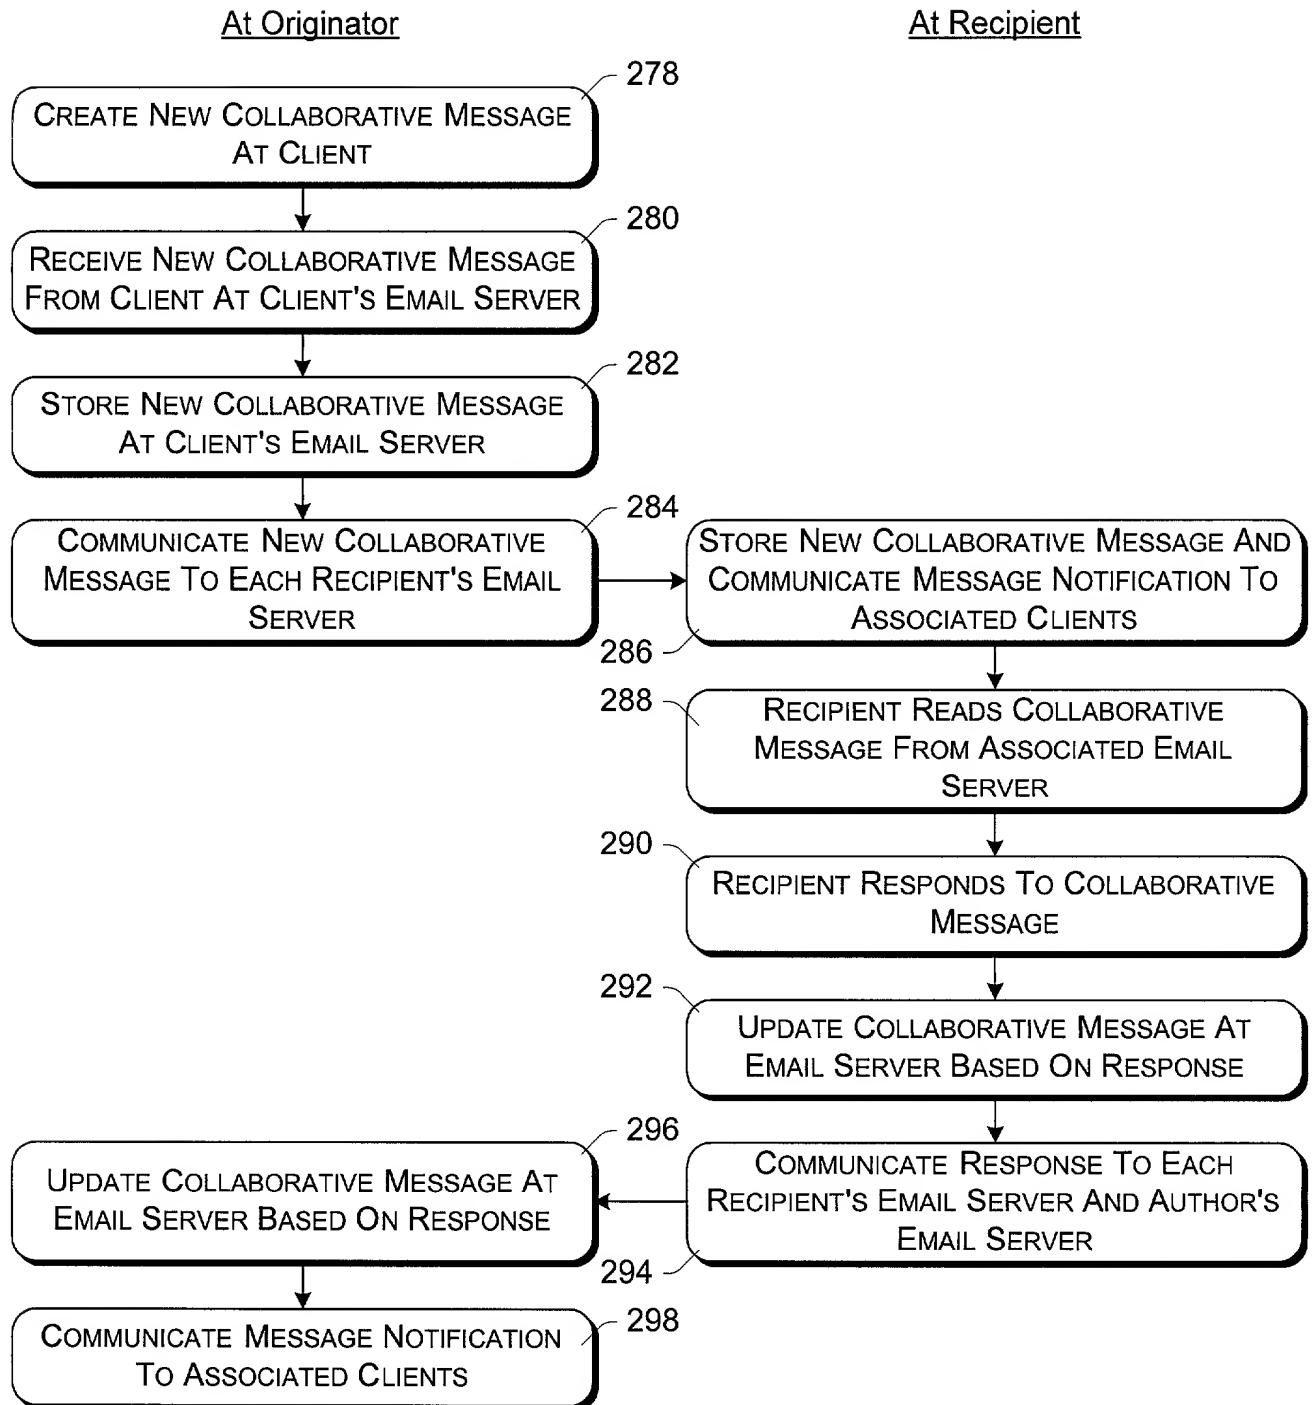 At Originator
At Recipient
278
CREATE NEW COLLABORATIVE MESSAGE
AT CLIENT
280
RECEIVE NEW COLLABORATIVE MESSAGE
FROM CLIENT AT CLIENT'S EMAIL SERVER
282
STORE NEW COLLABORATIVE MESSAGE
AT CLIENT'S EMAIL SERVER
284
COMMUNICATE NEW COLLABORATIVE
MESSAGE TO EACH RECIPIENT'S EMAIL
SERVER
STORE NEW COLLABORATIVE MESSAGE AND
COMMUNICATE MESSAGE NOTIFICATION TO
ASSOCIATED CLIENTS
286
288
RECIPIENT READS COLLABORATIVE
MESSAGE FROM ASSOCIATED EMAIL
SERVER
290
RECIPIENT RESPONDS TO COLLABORATIVE
MESSAGE
292
UPDATE COLLABORATIVE MESSAGE AT
EMAIL SERVER BASED ON RESPONSE
COMMUNICATE RESPONSE TO EACH
RECIPIENT'S EMAIL SERVER AND AUTHOR'S
EMAIL SERVER
294
296
UPDATE COLLABORATIVE MESSAGE AT
EMAIL SERVER BASED ON RESPONSE
298
COMMUNICATE MESSAGE NOTIFICATION
TO ASSOCIATED CLIENTS